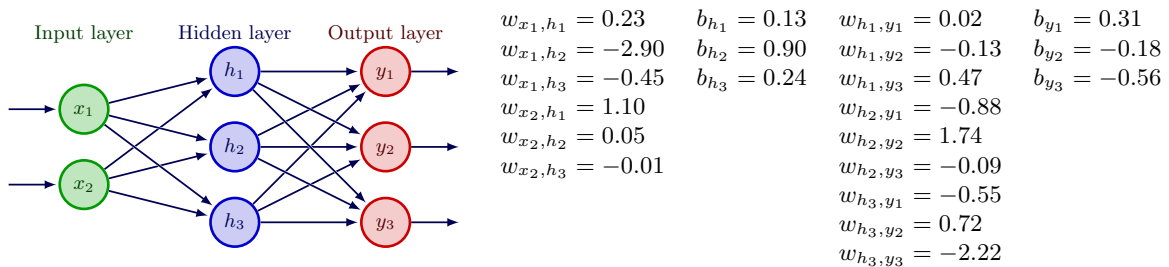 Input layer Hidden layer Output layer
x₁
x₂
h₁
h₂
h₃
y₁
y₂
y₃
w_{x₁,h₁} = 0.23
w_{x₁,h₂} = −2.90
w_{x₁,h₃} = −0.45
w_{x₂,h₁} = 1.10
w_{x₂,h₂} = 0.05
w_{x₂,h₃} = −0.01
b_{h₁} = 0.13
b_{h₂} = 0.90
b_{h₃} = 0.24
w_{h₁,y₁} = 0.02
w_{h₁,y₂} = −0.13
w_{h₁,y₃} = 0.47
w_{h₂,y₁} = −0.88
w_{h₂,y₂} = 1.74
w_{h₂,y₃} = −0.09
w_{h₃,y₁} = −0.55
w_{h₃,y₂} = 0.72
w_{h₃,y₃} = −2.22
b_{y₁} = 0.31
b_{y₂} = −0.18
b_{y₃} = −0.56